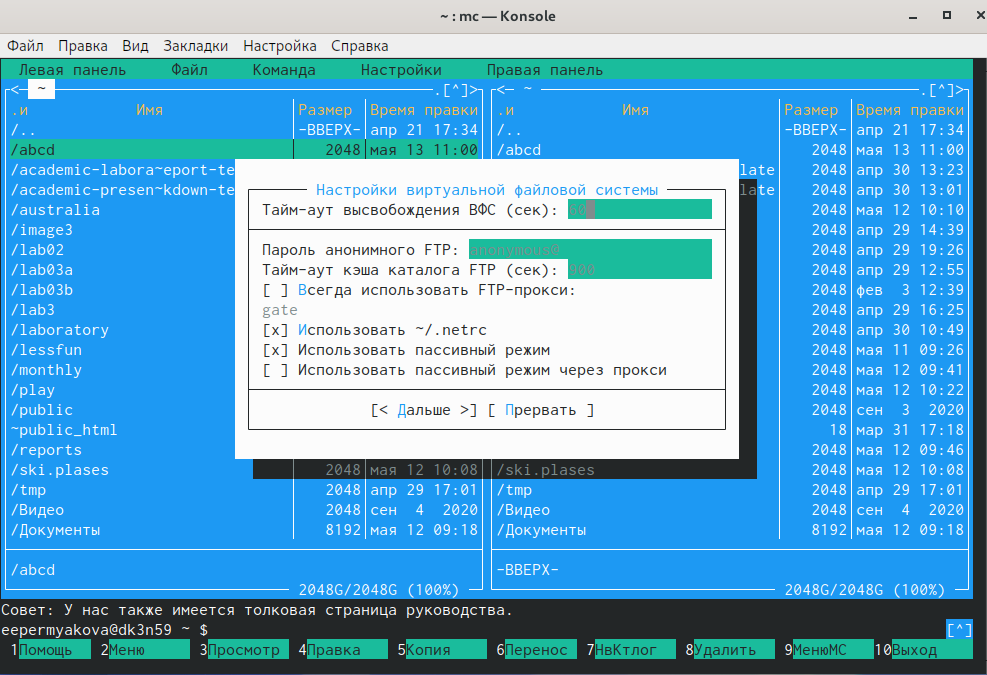 ~ : mc — Konsole
Файл Правка Вид Закладки Настройка Справка
Левая панель Файл Команда Настройки Правая панель
<- ~ .[^]> <- ~ .[^]>
.и Имя Размер Время правки .и Имя Размер Время правки
/.. -ВВЕРХ- апр 21 17:34 /.. -ВВЕРХ- апр 21 17:34
/abcd 2048 мая 13 11:00 /abcd 2048 мая 13 11:00
/academic-labora~eport-te late 2048 апр 30 13:23
Настройки виртуальной файловой системы
/academic-presen~kdown-te late 2048 апр 30 13:01
/australia Тайм-аут высвобождения ВФС (сек): 2048 мая 12 10:10
/image3 2048 апр 29 14:39
/lab02 Пароль анонимного FTP: anonymous@ 2048 апр 29 19:26
/lab03a Тайм-аут кэша каталога FTP (сек): 900 2048 апр 29 12:55
/lab03b [ ] Всегда использовать FTP-прокси: 2048 фев 3 12:39
/lab3 gate 2048 апр 29 16:25
/laboratory [x] Использовать ~/.netrc 2048 апр 30 10:49
/lessfun [x] Использовать пассивный режим 2048 мая 11 09:26
/monthly [ ] Использовать пассивный режим через прокси 2048 мая 12 09:41
/play 2048 мая 12 10:22
/public [< Дальше >] [ Прервать ] 2048 сен 3 2020
~public_html 18 мар 31 17:18
/reports 2048 мая 12 09:46
/ski.plases 2048 мая 12 10:08 /ski.plases 2048 мая 12 10:08
/tmp 2048 апр 29 17:01 /tmp 2048 апр 29 17:01
/Видео 2048 сен 4 2020 /Видео 2048 сен 4 2020
/Документы 8192 мая 12 09:18 /Документы 8192 мая 12 09:18
/abcd -ВВЕРХ-
2048G/2048G (100%) 2048G/2048G (100%)
Совет: У нас также имеется толковая страница руководства.
eepermyakova@dk3n59 ~ $ [^]
1Помощь 2Меню 3Просмотр 4Правка 5Копия 6Перенос 7НвКтлог 8Удалить 9МенюМС 10Выход